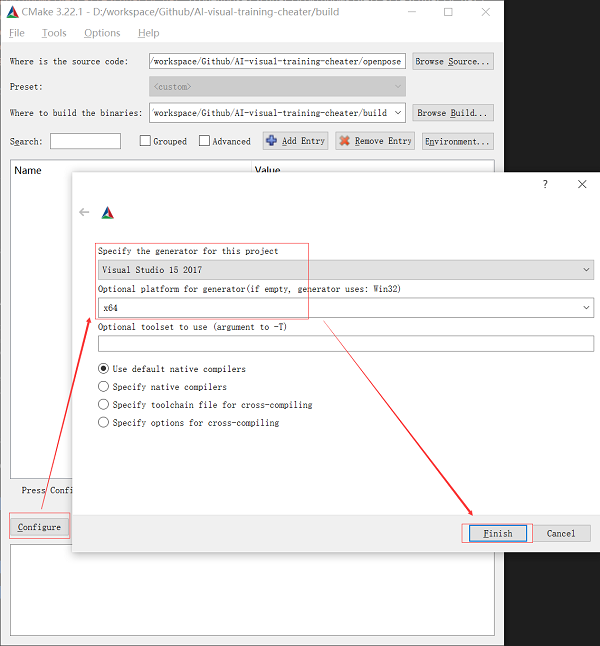 CMake 3.22.1 - D:/workspace/Github/AI-visual-training-cheater/build
File Tools Options Help
Where is the source code: /workspace/Github/AI-visual-training-cheater/openpose Browse Source...
Preset: <custom>
Where to build the binaries: /workspace/Github/AI-visual-training-cheater/build Browse Build...
Search: Grouped Advanced Add Entry Remove Entry Environment...
Name Value
?
Specify the generator for this project
Visual Studio 15 2017
Optional platform for generator(if empty, generator uses: Win32)
x64
Optional toolset to use (argument to -T)
Use default native compilers
Specify native compilers
Specify toolchain file for cross-compiling
Specify options for cross-compiling
Press Confi
Configure
Finish Cancel